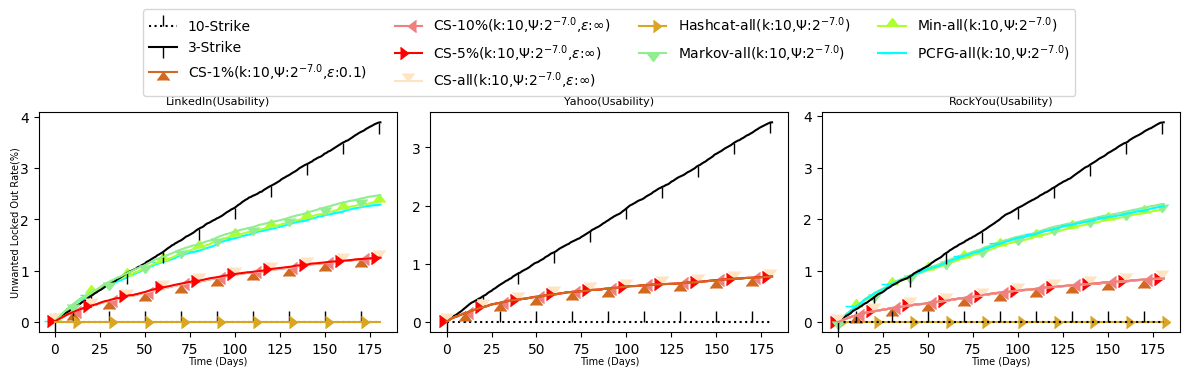 10-Strike
3-Strike
CS-1%(k:10,Ψ:2^-7.0,ε:0.1)
CS-10%(k:10,Ψ:2^-7.0,ε:∞)
CS-5%(k:10,Ψ:2^-7.0,ε:∞)
CS-all(k:10,Ψ:2^-7.0,ε:∞)
Hashcat-all(k:10,Ψ:2^-7.0)
Markov-all(k:10,Ψ:2^-7.0)
Min-all(k:10,Ψ:2^-7.0)
PCFG-all(k:10,Ψ:2^-7.0)
LinkedIn(Usability)
Unwanted Locked Out Rate(%)
4
3
2
1
0
0 25 50 75 100 125 150 175
Time (Days)
Yahoo(Usability)
3
2
1
0
0 25 50 75 100 125 150 175
Time (Days)
RockYou(Usability)
4
3
2
1
0
0 25 50 75 100 125 150 175
Time (Days)